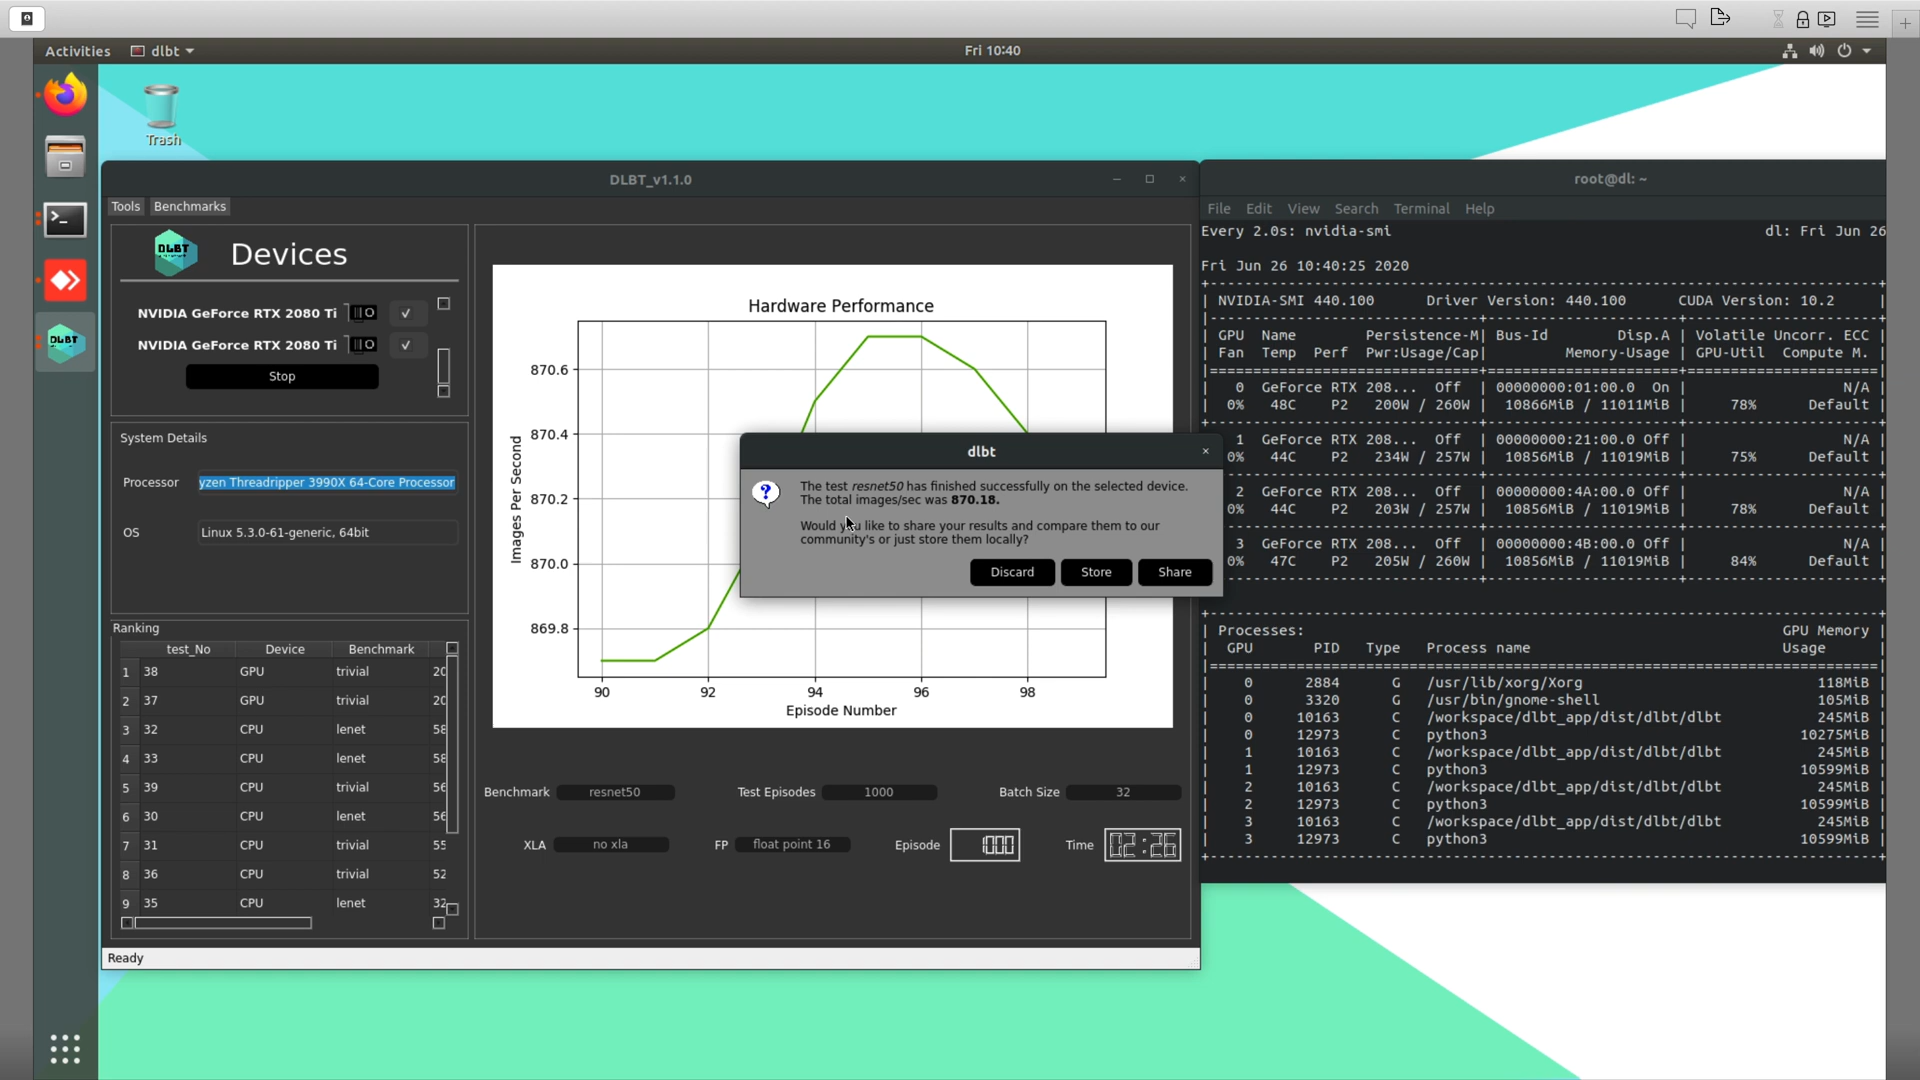 Activities
dlbt
Fri 10:40
Trash
DLBT_v1.1.0
Tools Benchmarks
DLBT
Devices
NVIDIA GeForce RTX 2080 Ti
NVIDIA GeForce RTX 2080 Ti
Stop
System Details
Processor yzen Threadripper 3990X 64-Core Processor
OS Linux 5.3.0-61-generic, 64bit
Ranking
test_No Device Benchmark
1 38 GPU trivial 20
2 37 GPU trivial 20
3 32 CPU lenet 58
4 33 CPU lenet 58
5 39 CPU trivial 56
6 30 CPU lenet 56
7 31 CPU trivial 55
8 36 CPU trivial 52
9 35 CPU lenet 32
Ready
Hardware Performance
Images Per Second
870.6
870.4
870.2
870.0
869.8
90 92 94 96 98
Episode Number
dlbt
The test resnet50 has finished successfully on the selected device.
The total images/sec was 870.18.
Would you like to share your results and compare them to our
community's or just store them locally?
Discard Store Share
Benchmark resnet50 Test Episodes 1000 Batch Size 32
XLA no xla FP float point 16 Episode 1000 Time 02:26
root@dl: ~
File Edit View Search Terminal Help
Every 2.0s: nvidia-smi dl: Fri Jun 26
Fri Jun 26 10:40:25 2020
NVIDIA-SMI 440.100 Driver Version: 440.100 CUDA Version: 10.2
GPU Name Persistence-M| Bus-Id Disp.A | Volatile Uncorr. ECC
Fan Temp Perf Pwr:Usage/Cap| Memory-Usage | GPU-Util Compute M.
0 GeForce RTX 208... Off | 00000000:01:00.0 On | N/A
0% 48C P2 200W / 260W | 10866MiB / 11011MiB | 78% Default
1 GeForce RTX 208... Off | 00000000:21:00.0 Off | N/A
0% 44C P2 234W / 257W | 10856MiB / 11019MiB | 75% Default
2 GeForce RTX 208... Off | 00000000:4A:00.0 Off | N/A
0% 44C P2 203W / 257W | 10856MiB / 11019MiB | 78% Default
3 GeForce RTX 208... Off | 00000000:4B:00.0 Off | N/A
0% 47C P2 205W / 260W | 10856MiB / 11019MiB | 84% Default
Processes: GPU Memory
GPU PID Type Process name Usage
0 2884 G /usr/lib/xorg/Xorg 118MiB
0 3320 G /usr/bin/gnome-shell 105MiB
0 10163 C /workspace/dlbt_app/dist/dlbt/dlbt 245MiB
0 12973 C python3 10275MiB
1 10163 C /workspace/dlbt_app/dist/dlbt/dlbt 245MiB
1 12973 C python3 10599MiB
2 10163 C /workspace/dlbt_app/dist/dlbt/dlbt 245MiB
2 12973 C python3 10599MiB
3 10163 C /workspace/dlbt_app/dist/dlbt/dlbt 245MiB
3 12973 C python3 10599MiB
DLBT